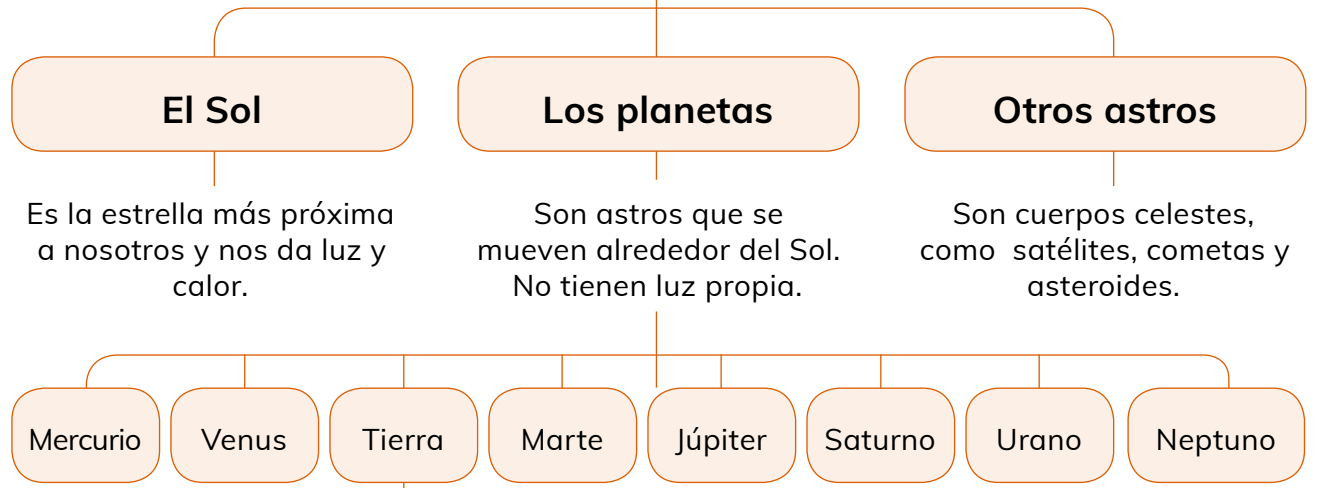 El Sol
Los planetas
Otros astros
Es la estrella más próxima
a nosotros y nos da luz y
calor.
Son astros que se
mueven alrededor del Sol.
No tienen luz propia.
Son cuerpos celestes,
como  satélites, cometas y
asteroides.
Mercurio
Venus
Tierra
Marte
Júpiter
Saturno
Urano
Neptuno